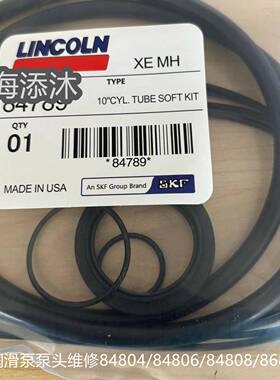 LINCOLN
XE MH
海添沐
TYPE
84789
10"CYL. TUBE SOFT KIT
QTY
01
*84789*
MADE IN USA
An SKF Group Brand
SKF
滑泵泵头维修84804/84806/84808/86